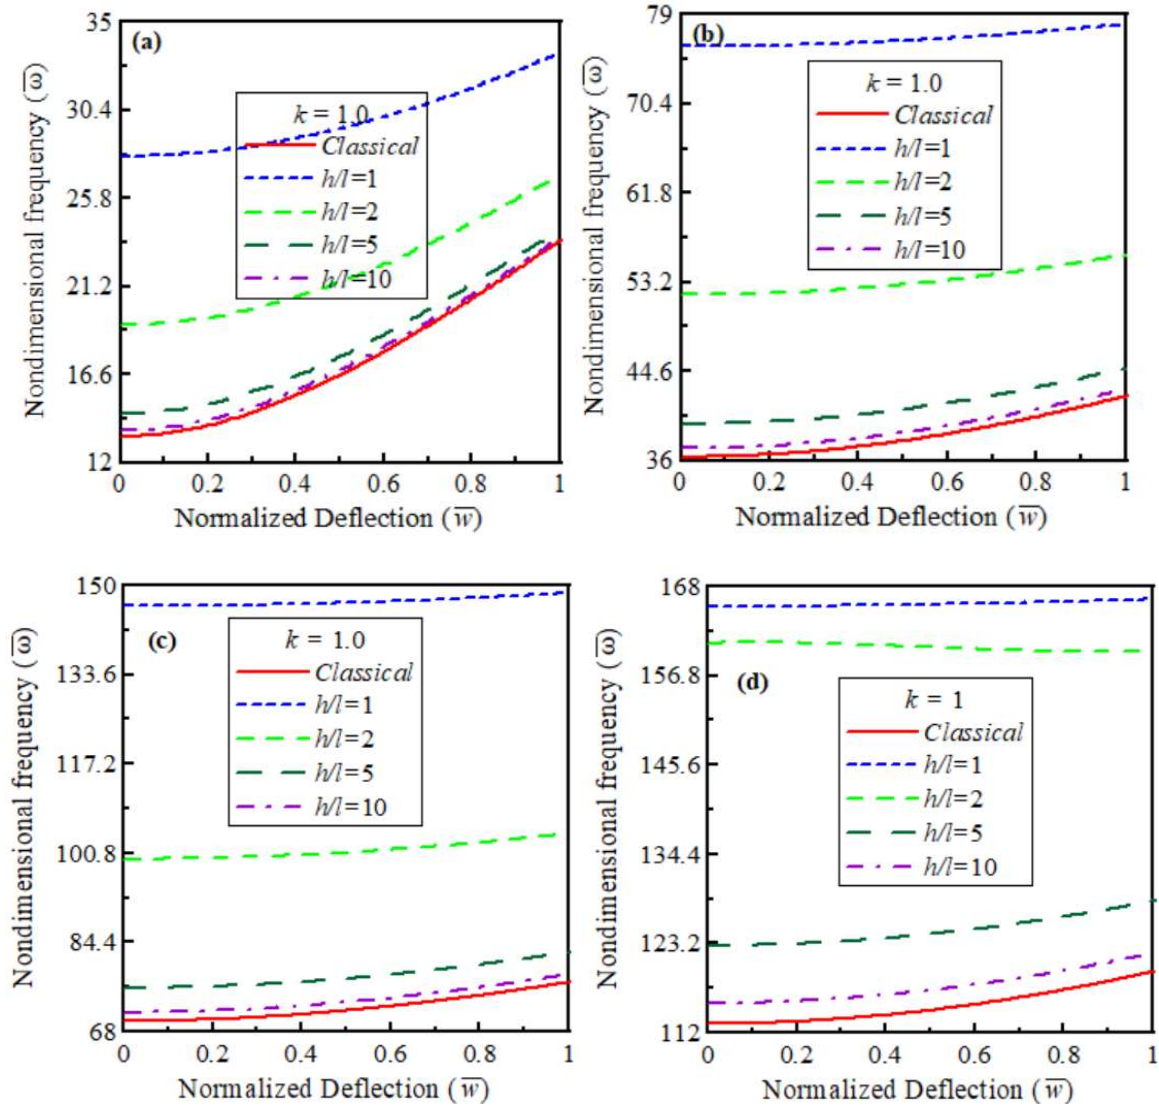 (a)
Nondimensional frequency (ω̅)
35
30.4
25.8
21.2
16.6
12
k = 1.0
Classical
h/l=1
h/l=2
h/l=5
h/l=10
0 0.2 0.4 0.6 0.8 1
Normalized Deflection (w̅)
(b)
Nondimensional frequency (ω̅)
79
70.4
61.8
53.2
44.6
36
k = 1.0
Classical
h/l=1
h/l=2
h/l=5
h/l=10
0 0.2 0.4 0.6 0.8 1
Normalized Deflection (w̅)
(c)
Nondimensional frequency (ω̅)
150
133.6
117.2
100.8
84.4
68
k = 1.0
Classical
h/l=1
h/l=2
h/l=5
h/l=10
0 0.2 0.4 0.6 0.8 1
Normalized Deflection (w̅)
(d)
Nondimensional frequency (ω̅)
168
156.8
145.6
134.4
123.2
112
k = 1
Classical
h/l=1
h/l=2
h/l=5
h/l=10
0 0.2 0.4 0.6 0.8 1
Normalized Deflection (w̅)